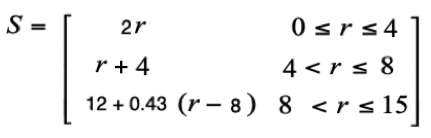 S = [ 2r 0 ≤ r ≤ 4
r + 4 4 < r ≤ 8
12 + 0.43 (r − 8) 8 < r ≤ 15 ]